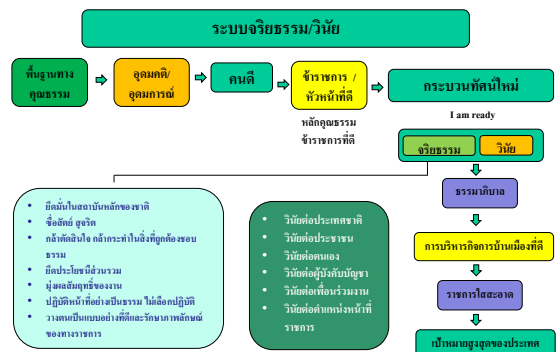 ระบบจริยธรรม/วินัย
พื้นฐานทาง
คุณธรรม
อุดมคติ/
อุดมการณ์
คนดี
ข้าราชการ /
หัวหน้าที่ดี
กระบวนทัศน์ใหม่
หลักคุณธรรม
ข้าราชการที่ดี
I am ready
จริยธรรม
วินัย
ธรรมาภิบาล
การบริหารกิจการบ้านเมืองที่ดี
ราชการใสสะอาด
เป้าหมายสูงสุดของประเทศ
• ยึดมั่นในสถาบันหลักของชาติ
• ซื่อสัตย์ สุจริต
• กล้าตัดสินใจ กล้ากระทำในสิ่งที่ถูกต้องชอบ
ธรรม
• ยึดประโยชน์ส่วนรวม
• มุ่งผลสัมฤทธิ์ของงาน
• ปฏิบัติหน้าที่อย่างเป็นธรรม ไม่เลือกปฏิบัติ
• วางตนเป็นแบบอย่างที่ดีและรักษาภาพลักษณ์
ของทางราชการ
• วินัยต่อประเทศชาติ
• วินัยต่อประชาชน
• วินัยต่อตนเอง
• วินัยต่อผู้บังคับบัญชา
• วินัยต่อเพื่อนร่วมงาน
• วินัยต่อตำแหน่งหน้าที่
ราชการ